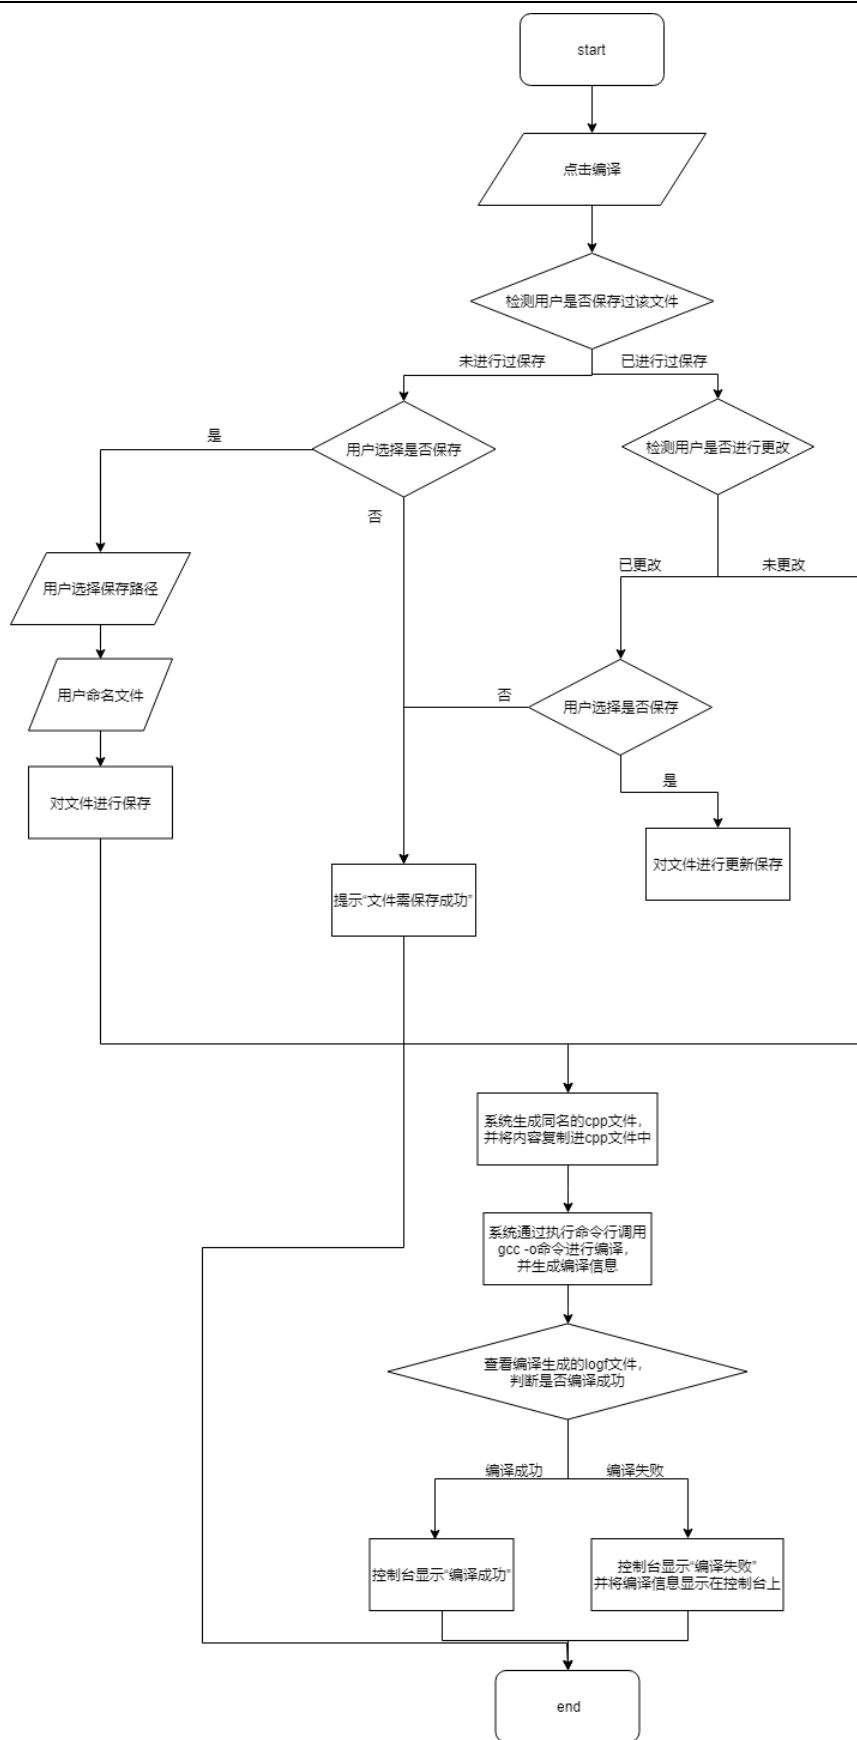 start
点击编译
检测用户是否保存过该文件
未进行过保存
已进行过保存
是
用户选择是否保存
检测用户是否进行更改
否
已更改
未更改
用户选择保存路径
用户命名文件
否
用户选择是否保存
是
对文件进行保存
对文件进行更新保存
提示“文件需保存成功”
系统生成同名的cpp文件，
并将内容复制进cpp文件中
系统通过执行命令行调用
gcc -o命令进行编译，
并生成编译信息
查看编译生成的logf文件，
判断是否编译成功
编译成功
编译失败
控制台显示“编译成功”
控制台显示“编译失败”
并将编译信息显示在控制台上
end